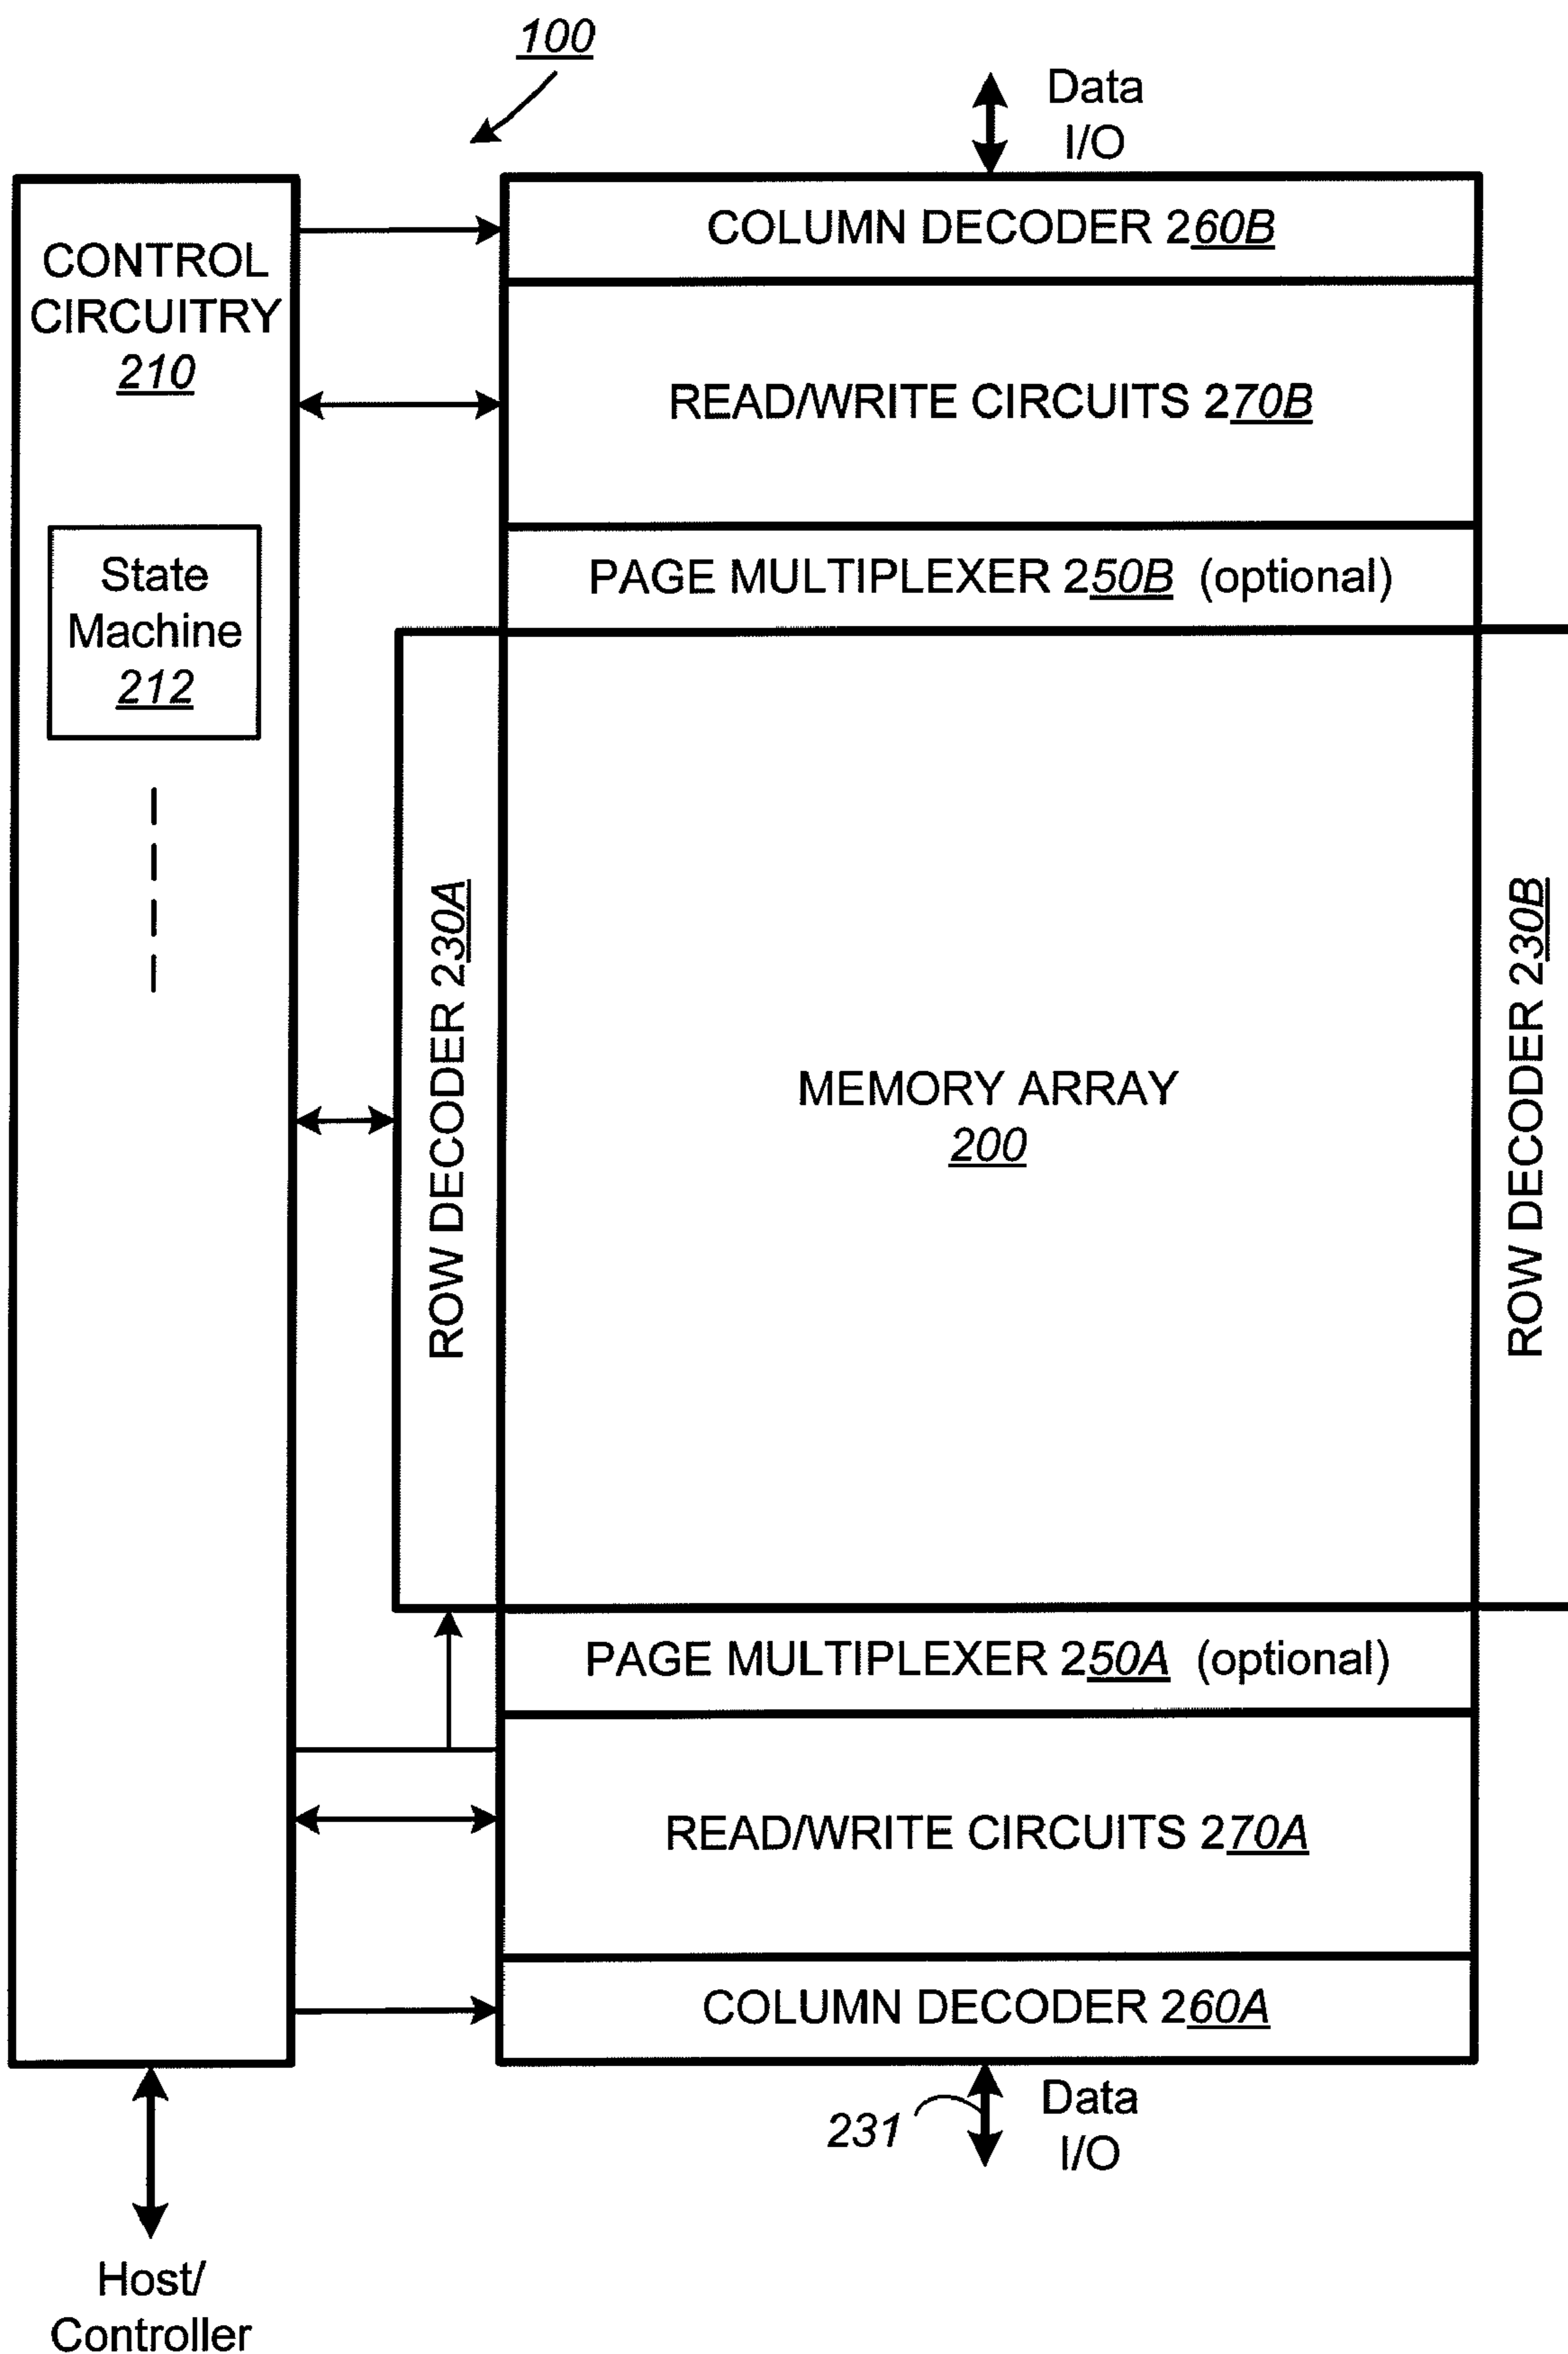 100
Data
I/O
COLUMN DECODER 260B
CONTROL
CIRCUITRY
210
READ/WRITE CIRCUITS 270B
State
Machine
212
PAGE MULTIPLEXER 250B (optional)
ROW DECODER 230A
MEMORY ARRAY
200
ROW DECODER 230B
PAGE MULTIPLEXER 250A (optional)
READ/WRITE CIRCUITS 270A
COLUMN DECODER 260A
231
Data
I/O
Host/
Controller